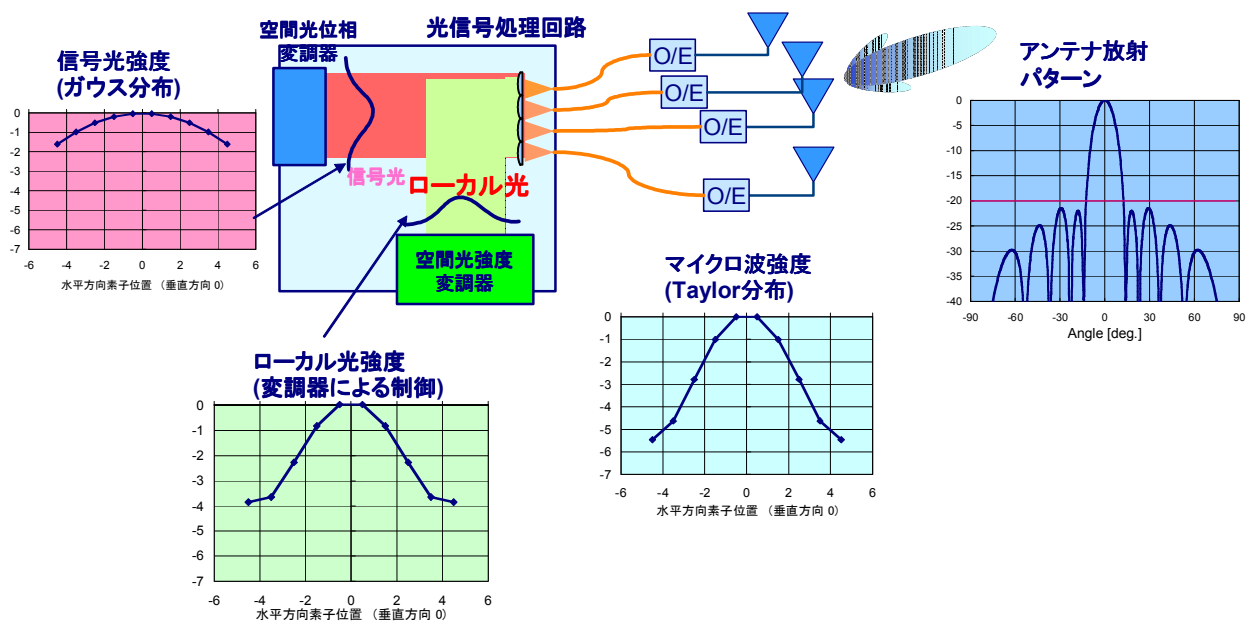 空間光位相
変調器
光信号処理回路
信号光強度
(ガウス分布)
0
-1
-2
-3
-4
-5
-6
-7
-6 -4 -2 0 2 4 6
水平方向素子位置 (垂直方向 0)
信号光
ローカル光
空間光強度
変調器
O/E
O/E
O/E
O/E
アンテナ放射
パターン
0
-5
-10
-15
-20
-25
-30
-35
-40
-90 -60 -30 0 30 60 90
Angle [deg.]
マイクロ波強度
(Taylor分布)
0
-1
-2
-3
-4
-5
-6
-7
-6 -4 -2 0 2 4 6
水平方向素子位置 (垂直方向 0)
ローカル光強度
(変調器による制御)
0
-1
-2
-3
-4
-5
-6
-7
-6 -4 -2 0 2 4 6
水平方向素子位置 (垂直方向 0)